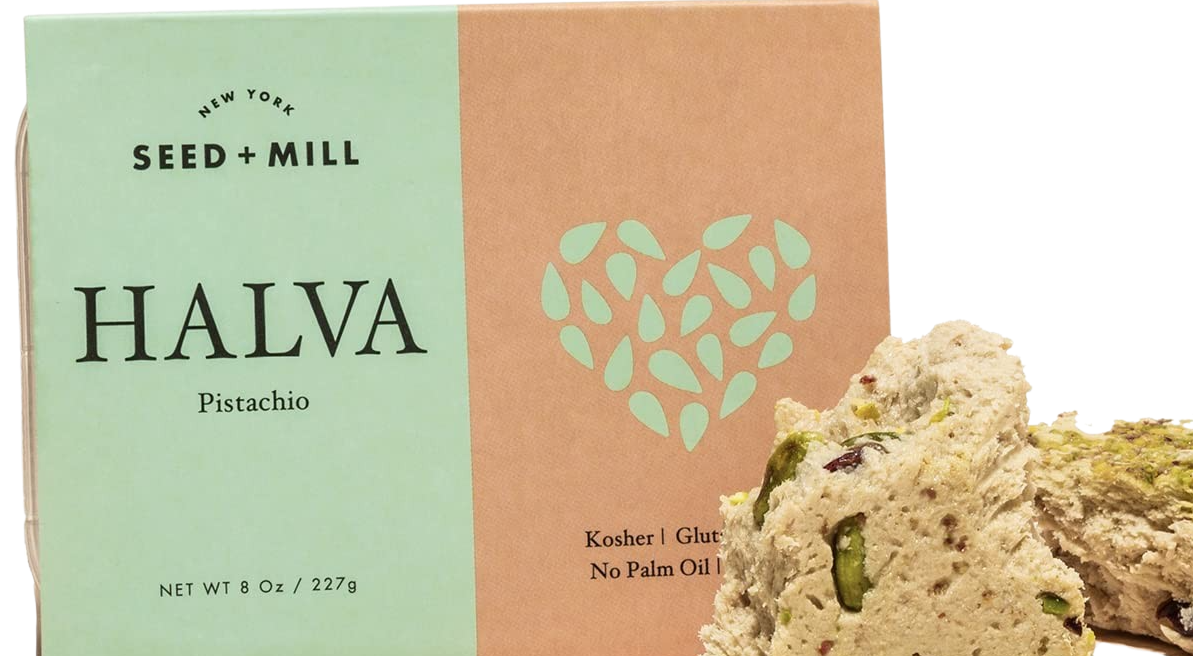 NEW YORK
SEED + MILL
HALVA
Pistachio
NET WT 8 Oz / 227g
Kosher |
No Palm Oil |